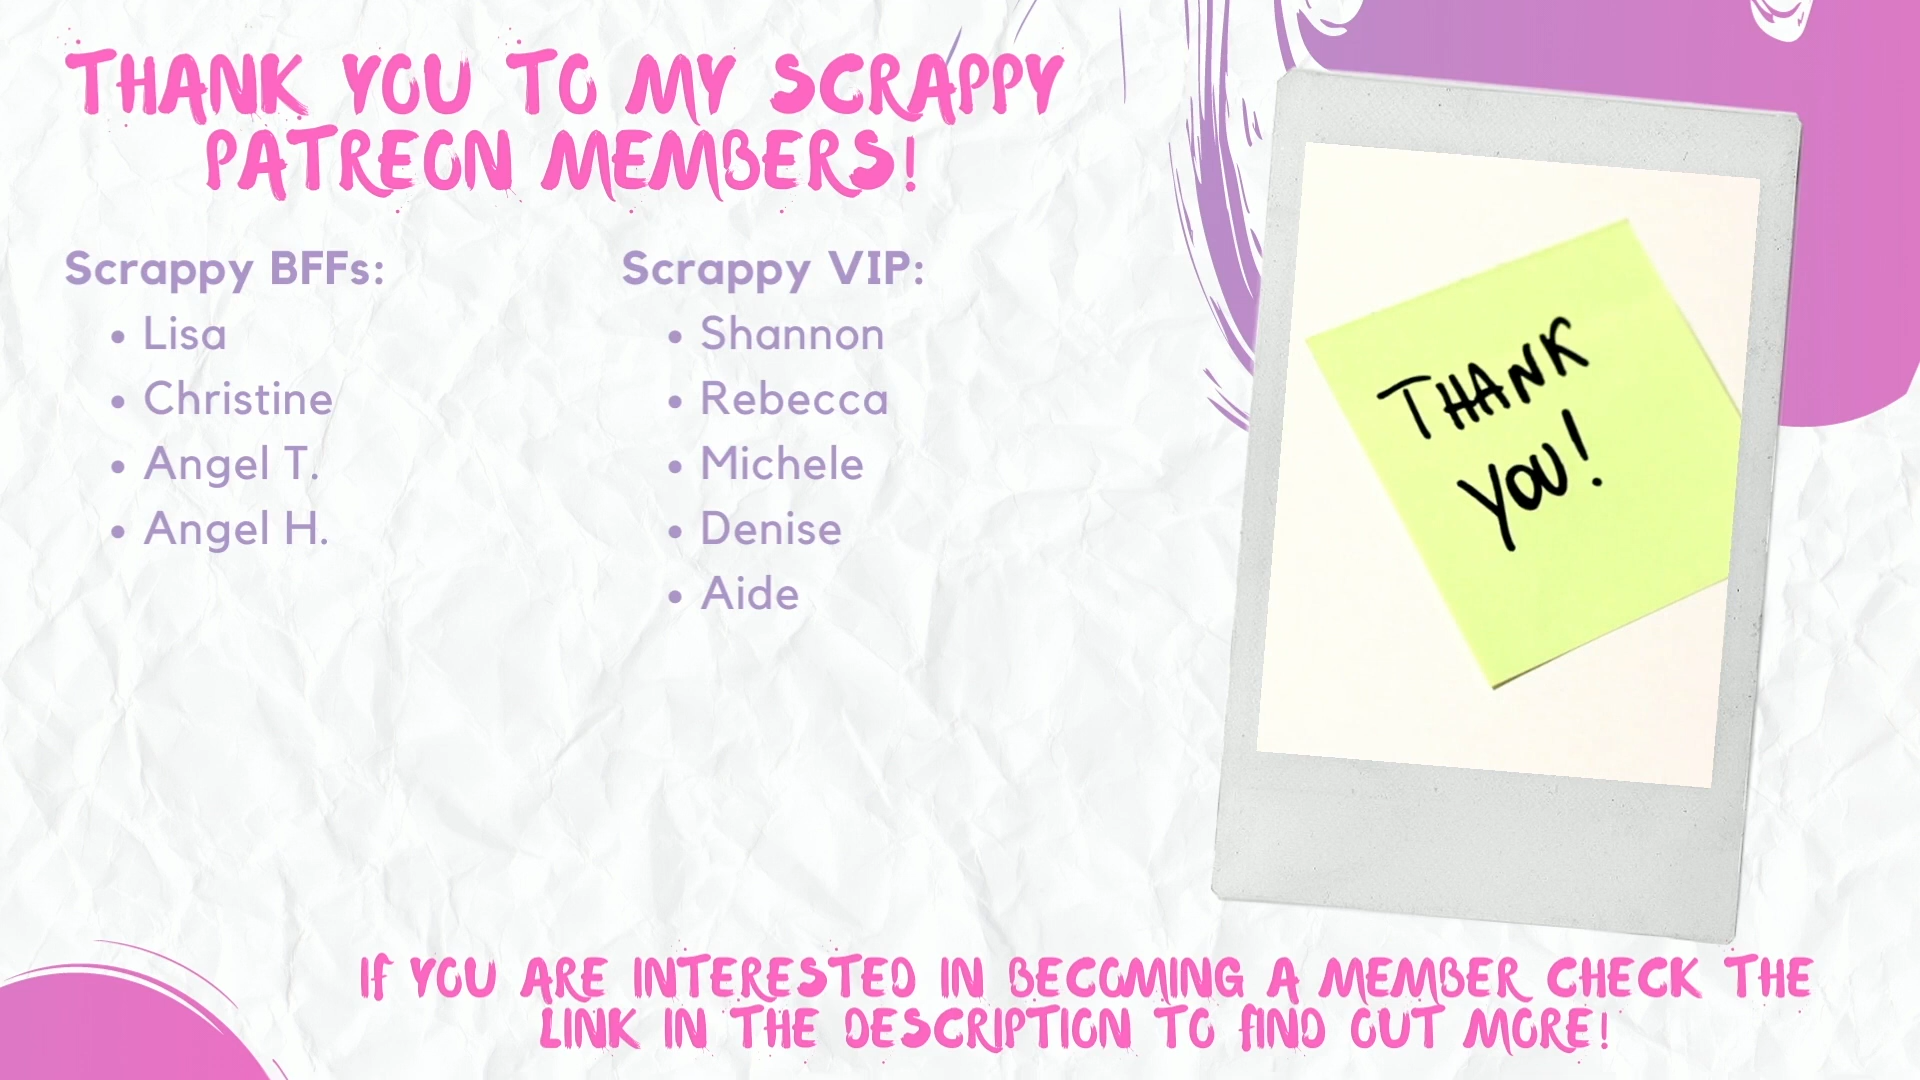 THANK YOU TO MY SCRAPPY
PATREON MEMBERS!
Scrappy BFFs:
• Lisa
• Christine
• Angel T.
• Angel H.
Scrappy VIP:
• Shannon
• Rebecca
• Michele
• Denise
• Aide
THANK
YOU!
If YOU ARE INTERESTED IN BECOMING A MEMBER CHECK THE
LINK IN THE DESCRIPTION TO fIND OUT MORE!